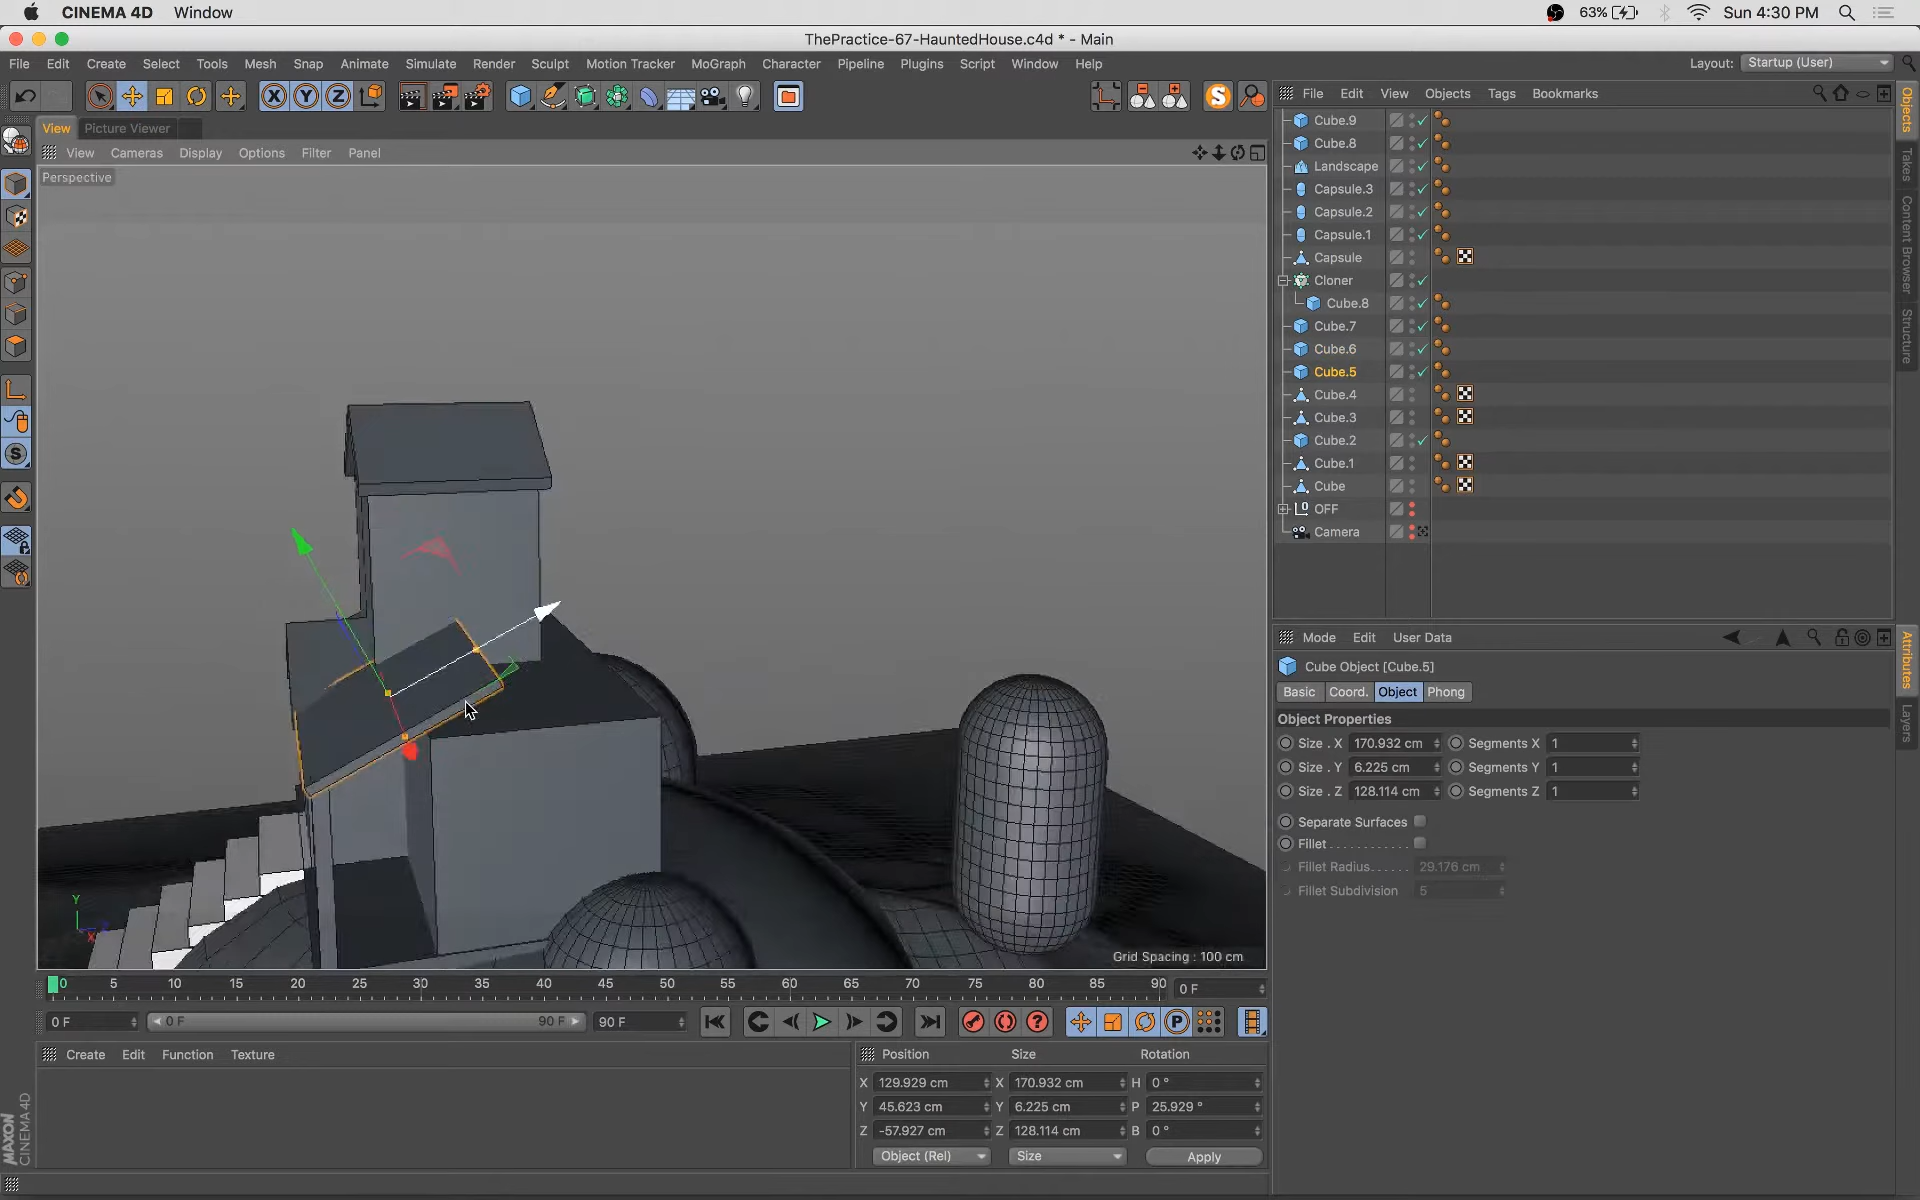 CINEMA 4D Window 63% Sun 4:30 PM
ThePractice-67-HauntedHouse.c4d * - Main
File Edit Create Select Tools Mesh Snap Animate Simulate Render Sculpt Motion Tracker MoGraph Character Pipeline Plugins Script Window Help Layout: Startup (User)
X Y Z S
File Edit View Objects Tags Bookmarks
View Picture Viewer
View Cameras Display Options Filter Panel
Perspective
Cube.9
Cube.8
Landscape
Capsule.3
Capsule.2
Capsule.1
Capsule
Cloner
Cube.8
Cube.7
Cube.6
Cube.5
Cube.4
Cube.3
Cube.2
Cube.1
Cube
OFF
Camera
Objects
Takes
Content Browser
Structure
Mode Edit User Data
Cube Object [Cube.5]
Basic Coord. Object Phong
Object Properties
Size . X 170.932 cm Segments X 1
Size . Y 6.225 cm Segments Y 1
Size . Z 128.114 cm Segments Z 1
Separate Surfaces
Fillet . . . . . . . . . . . .
Fillet Radius. . . . . . 29.176 cm
Fillet Subdivision 5
Attributes
Layers
Y
X Z
Grid Spacing : 100 cm
0 5 10 15 20 25 30 35 40 45 50 55 60 65 70 75 80 85 90 0 F
0 F 0 F 90 F 90 F
Create Edit Function Texture
Position Size Rotation
X 129.929 cm X 170.932 cm H 0 °
Y 45.623 cm Y 6.225 cm P 25.929 °
Z -57.927 cm Z 128.114 cm B 0 °
Object (Rel) Size Apply
MAXON
CINEMA 4D